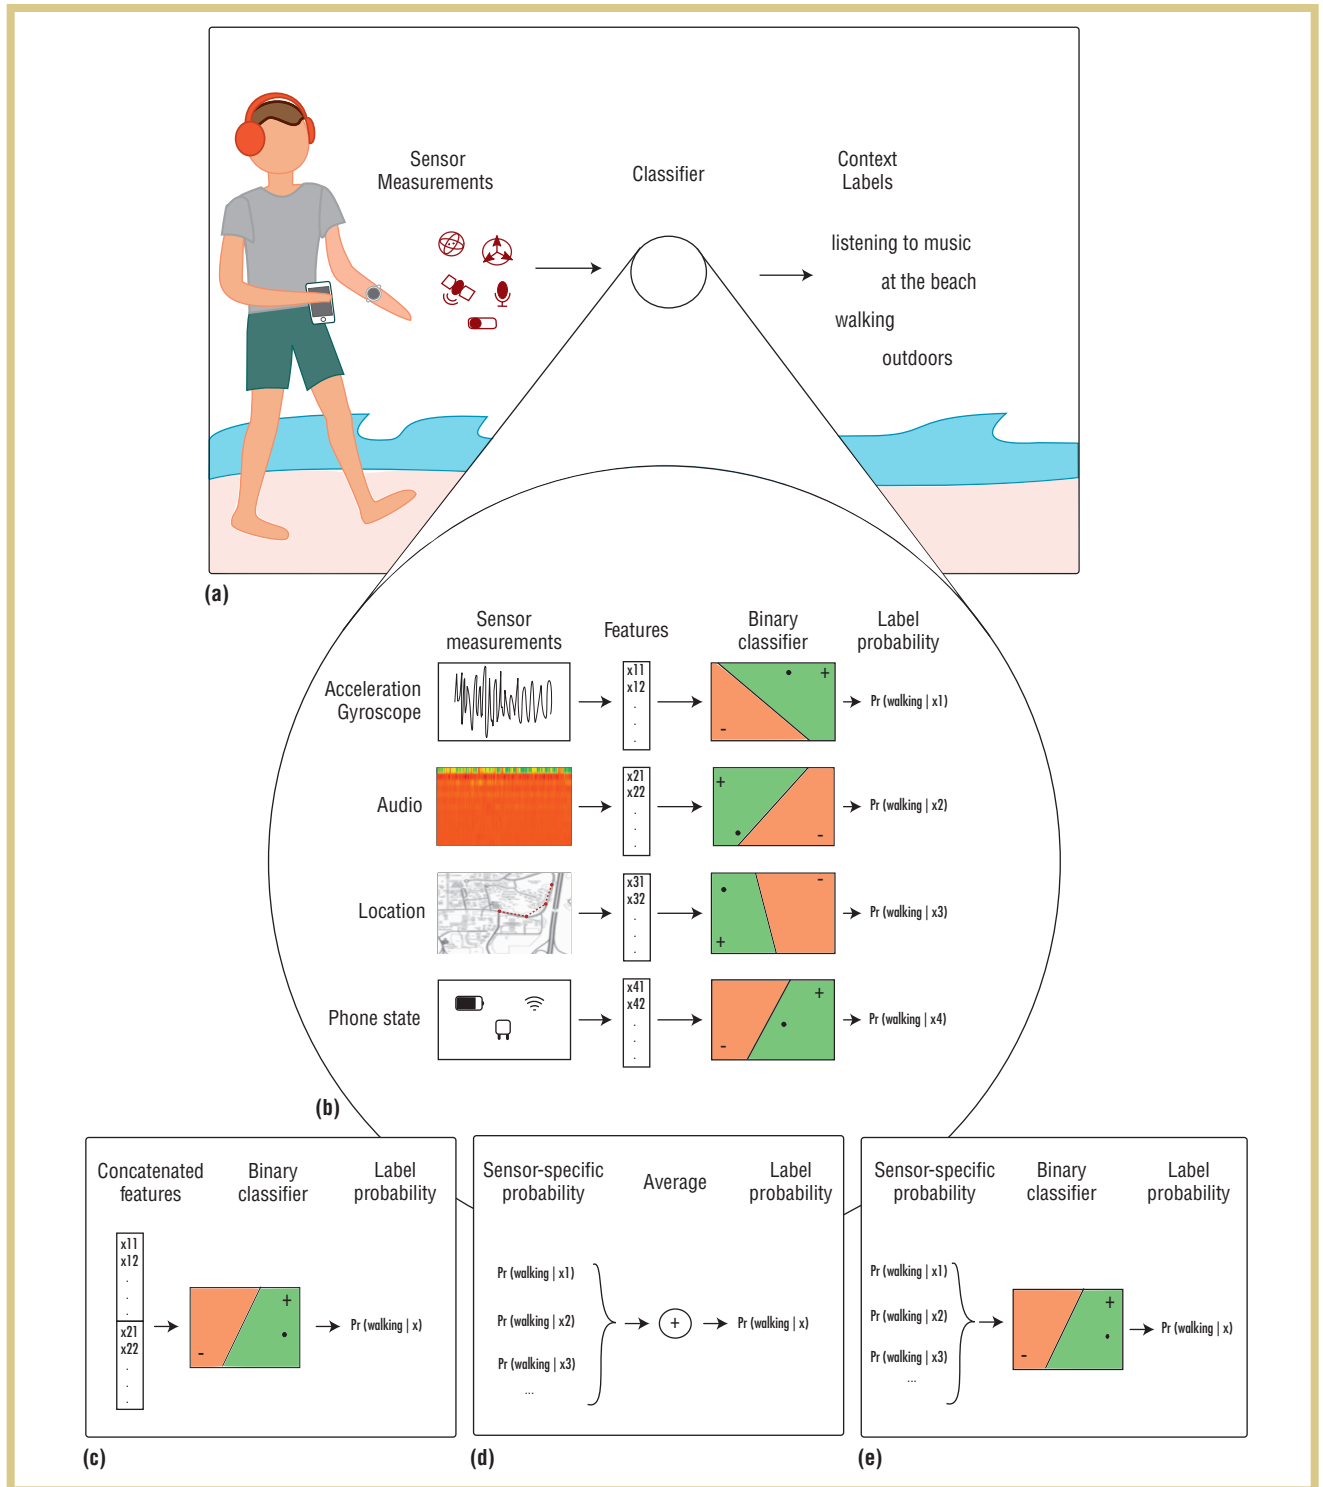 Sensor
Measurements
Classifier
Context
Labels
listening to music
at the beach
walking
outdoors
(a)
Sensor
measurements
Features
Binary
classifier
Label
probability
Acceleration
Gyroscope
x11
x12
.
.
.
+
-
Pr (walking | x1)
Audio
x21
x22
.
.
.
+
-
Pr (walking | x2)
Location
x31
x32
.
.
.
-
+
Pr (walking | x3)
Phone state
x41
x42
.
.
.
+
-
Pr (walking | x4)
(b)
Concatenated
features
Binary
classifier
Label
probability
x11
x12
.
.
.
x21
x22
.
.
.
+
-
Pr (walking | x)
(c)
Sensor-specific
probability
Average
Label
probability
Pr (walking | x1)
Pr (walking | x2)
Pr (walking | x3)
...
+
Pr (walking | x)
(d)
Sensor-specific
probability
Binary
classifier
Label
probability
Pr (walking | x1)
Pr (walking | x2)
Pr (walking | x3)
...
+
-
Pr (walking | x)
(e)